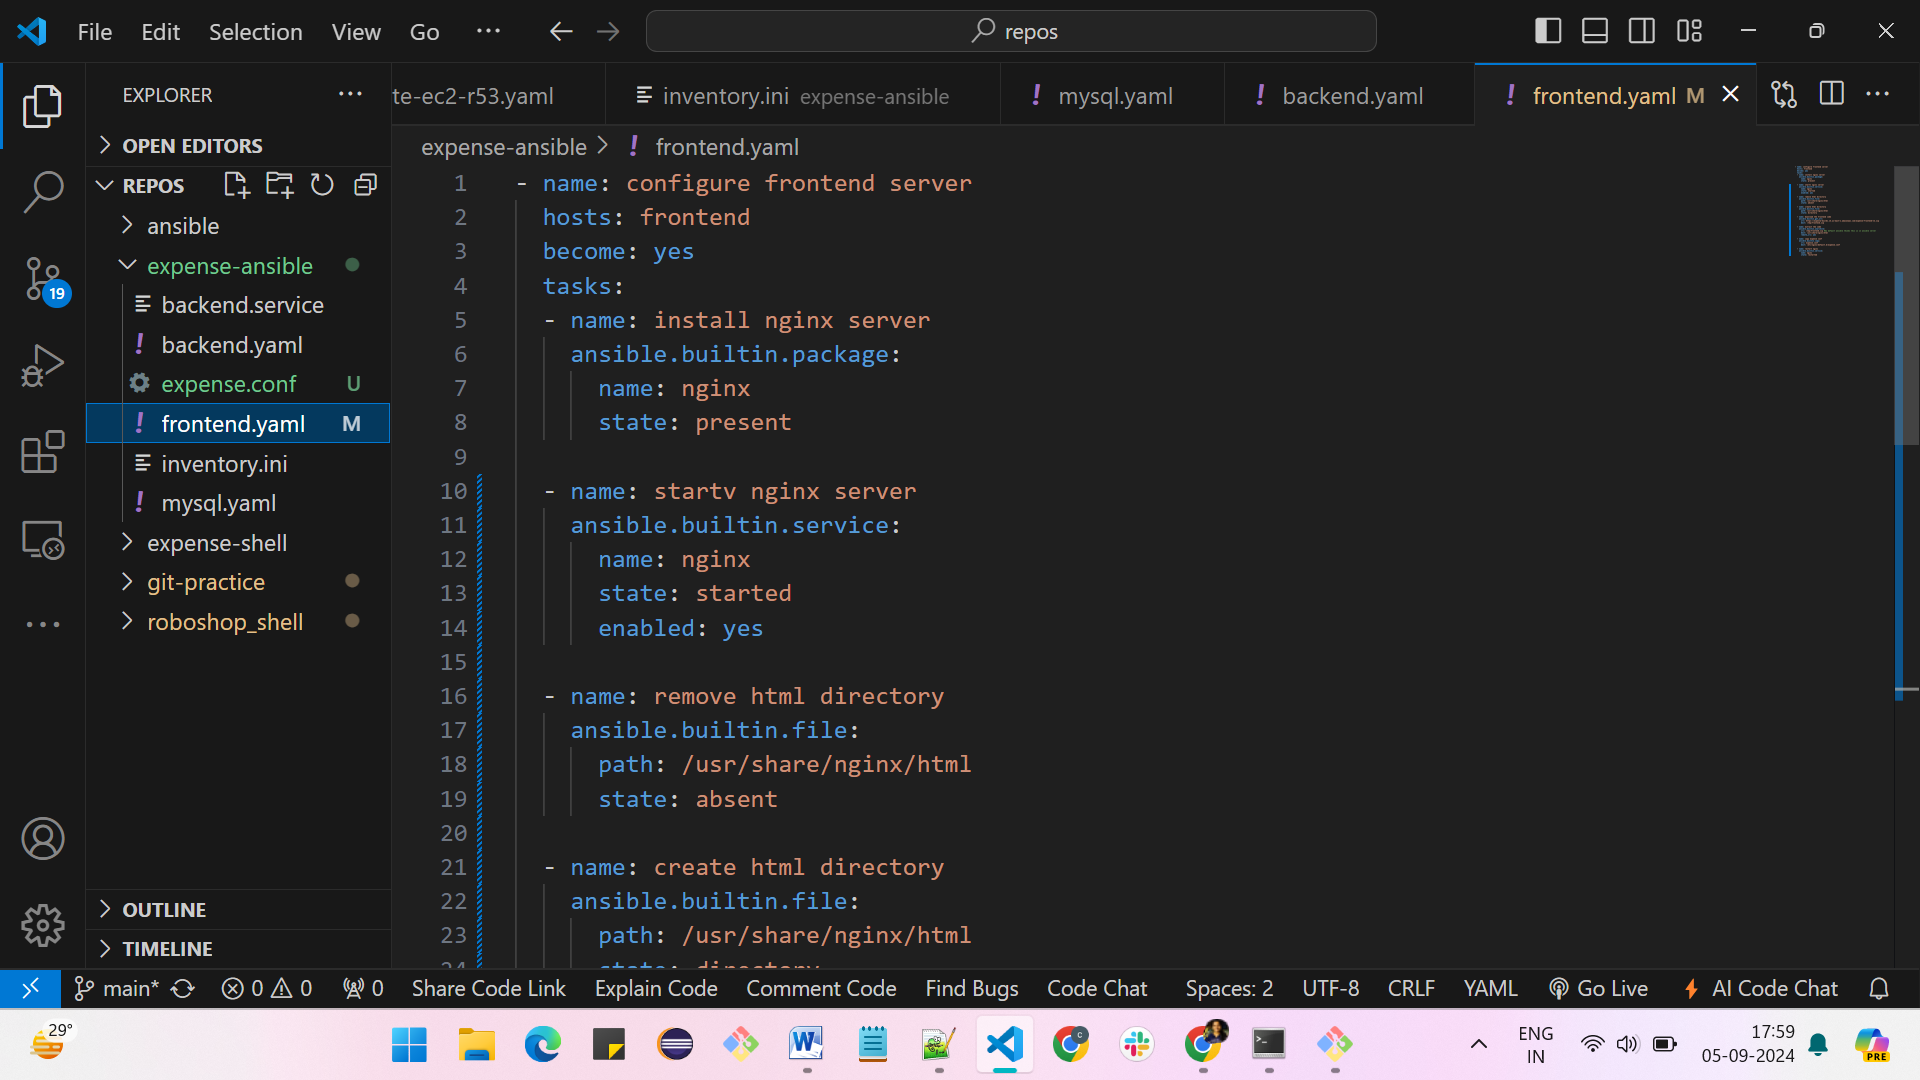 File Edit Selection View Go ··· repos
EXPLORER ···
OPEN EDITORS
REPOS
ansible
expense-ansible
backend.service
backend.yaml
expense.conf U
frontend.yaml M
inventory.ini
mysql.yaml
expense-shell
git-practice
roboshop_shell
OUTLINE
TIMELINE
19
te-ec2-r53.yaml
inventory.ini expense-ansible
! mysql.yaml
! backend.yaml
! frontend.yaml M
expense-ansible > ! frontend.yaml
1 - name: configure frontend server
2 hosts: frontend
3 become: yes
4 tasks:
5 - name: install nginx server
6 ansible.builtin.package:
7 name: nginx
8 state: present
9
10 - name: startv nginx server
11 ansible.builtin.service:
12 name: nginx
13 state: started
14 enabled: yes
15
16 - name: remove html directory
17 ansible.builtin.file:
18 path: /usr/share/nginx/html
19 state: absent
20
21 - name: create html directory
22 ansible.builtin.file:
23 path: /usr/share/nginx/html
24 state: directory
main* 0 0 0 Share Code Link Explain Code Comment Code Find Bugs Code Chat Spaces: 2 UTF-8 CRLF YAML Go Live AI Code Chat
29°
ENG
IN
17:59
05-09-2024
PRE